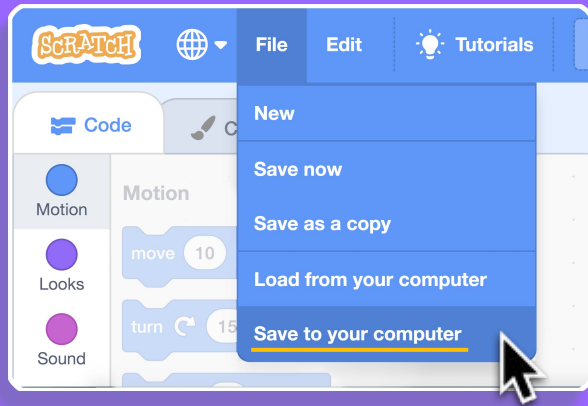 SCRATCH File Edit Tutorials
Code C
New
Save now
Save as a copy
Load from your computer
Save to your computer
Motion
Looks
Sound
Motion
move 10
turn 15